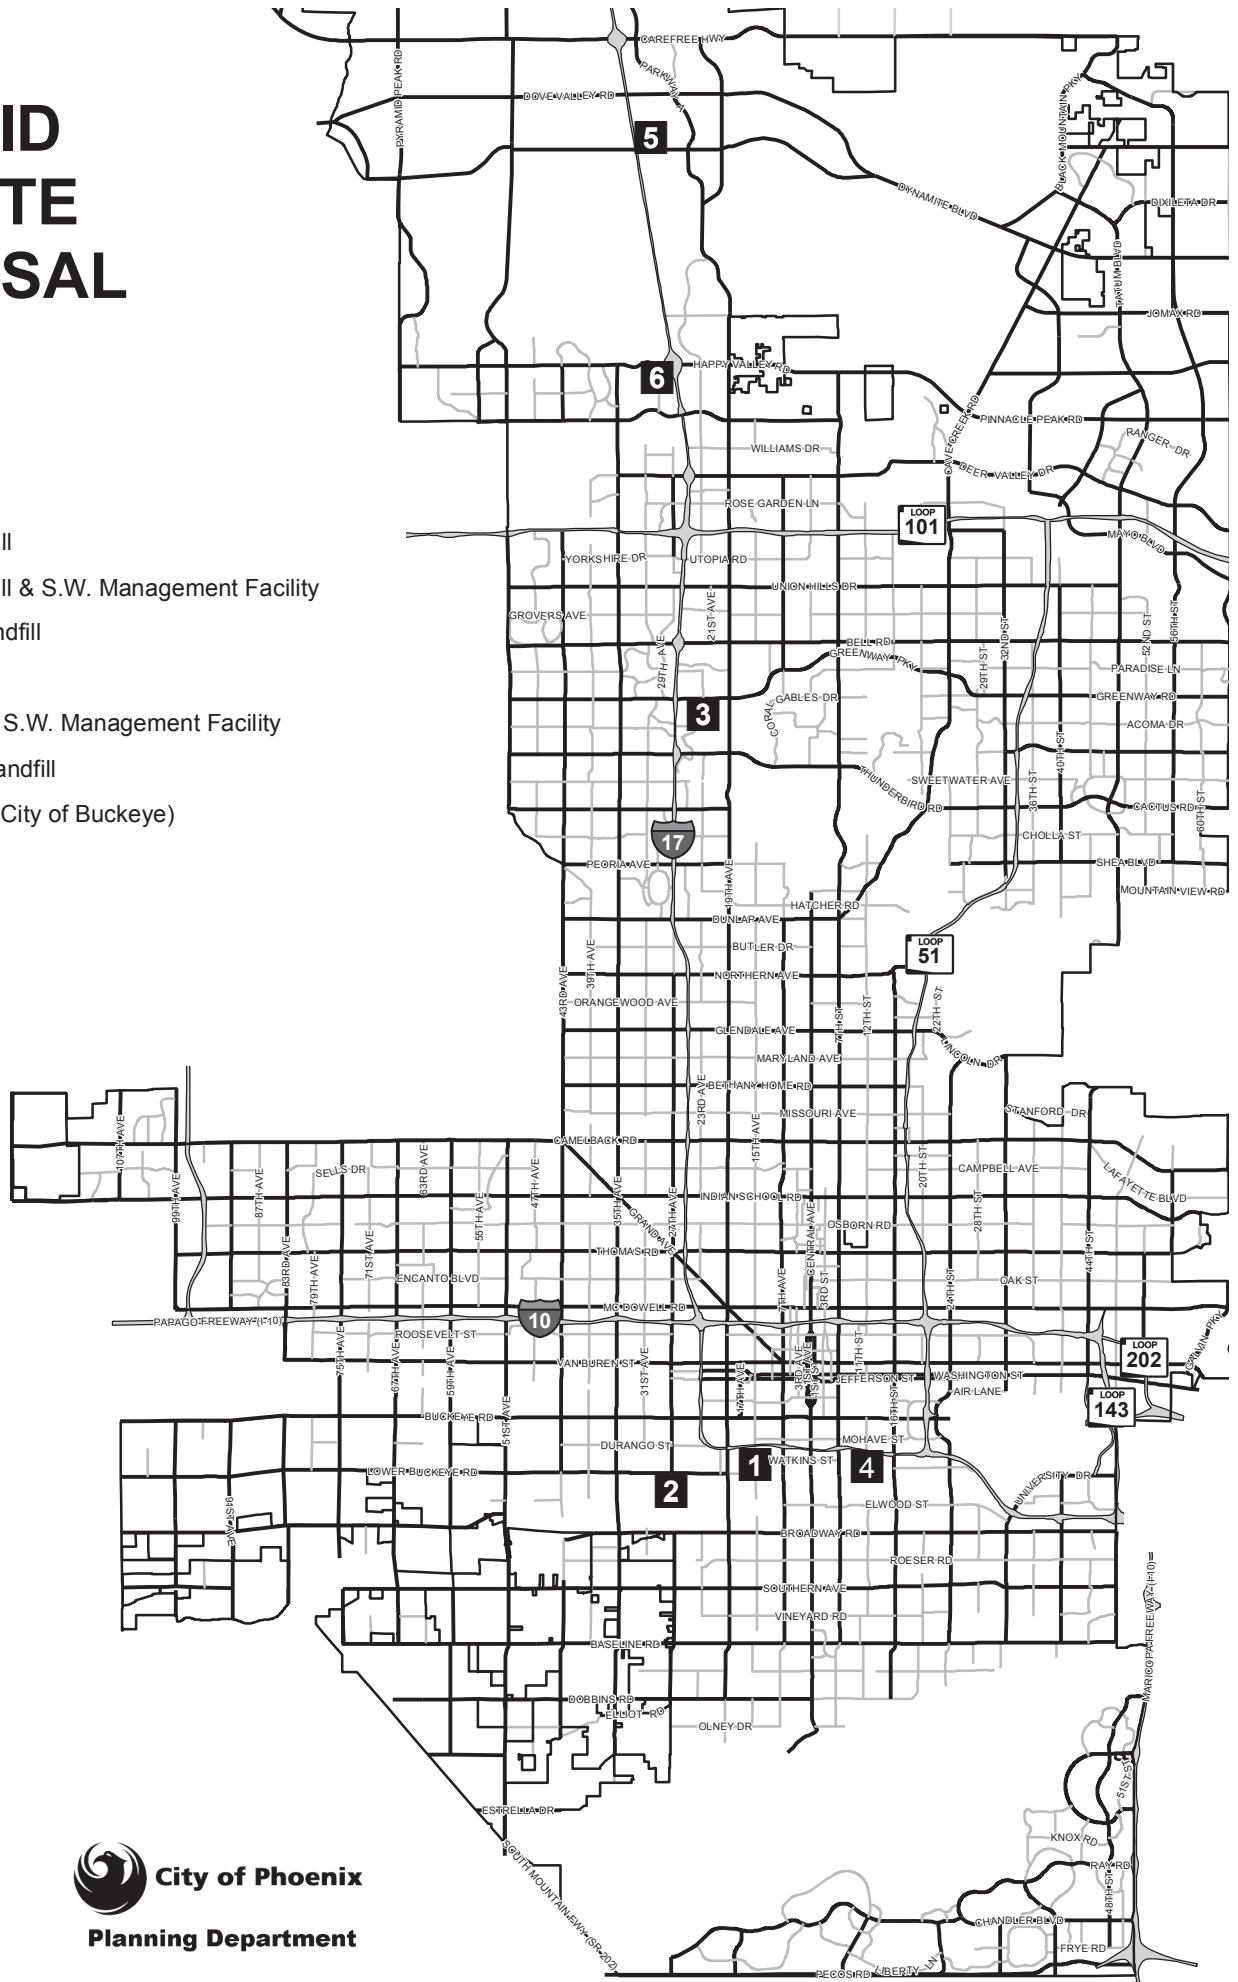 ID
TE
SAL
ll
ll & S.W. Management Facility
ndfill
S.W. Management Facility
andfill
City of Buckeye)
CAREFREE HWY
PARKWAY A
PYRAMID PEAK RD
DOVE VALLEY RD
BLACK MOUNTAIN PKY
5
DYNAMITE BLVD
DIXILETA DR
TATUM BLVD
JOMAX RD
HAPPY VALLEY RD
6
CAVE CREEK RD
PINNACLE PEAK RD
RANGER DR
WILLIAMS DR
DEER VALLEY DR
ROSE GARDEN LN
LOOP
101
MAYO BLVD
YORKSHIRE DR
UTOPIA RD
UNION HILLS DR
GROVERS AVE
21ST AVE
29TH AVE
BELL RD
GREENWAY PKY
29TH ST
32ND ST
52ND ST
56TH ST
PARADISE LN
GREENWAY RD
3
CORAL GABLES DR
ACOMA DR
40TH ST
THUNDERBIRD RD
SWEETWATER AVE
36TH ST
CACTUS RD
60TH ST
17
CHOLLA ST
PEORIA AVE
SHEA BLVD
19TH AVE
MOUNTAIN VIEW RD
HATCHER RD
DUNLAP AVE
BUTLER DR
LOOP
51
39TH AVE
43RD AVE
NORTHERN AVE
ORANGEWOOD AVE
7TH ST
12TH ST
22TH ST
GLENDALE AVE
LINCOLN DR
MARYLAND AVE
BETHANY HOME RD
23RD AVE
MISSOURI AVE
STANFORD DR
15TH AVE
107TH AVE
CAMELBACK RD
CAMPBELL AVE
LAFAYETTE BLVD
SELLS DR
63RD AVE
47TH AVE
20TH ST
99TH AVE
87TH AVE
55TH AVE
35TH AVE
27TH AVE
INDIAN SCHOOL RD
28TH ST
GRAND AVE
CENTRAL AVE
OSBORN RD
44TH ST
83RD AVE
79TH AVE
71ST AVE
THOMAS RD
ENCANTO BLVD
7TH AVE
3RD ST
24TH ST
OAK ST
MC DOWELL RD
10
PAPAGO FREEWAY (I-10)
ROOSEVELT ST
75TH AVE
67TH AVE
59TH AVE
VAN BUREN ST
31ST AVE
17TH AVE
3RD AVE
1ST AVE
1ST ST
11TH ST
JEFFERSON ST
WASHINGTON ST
AIR LANE
LOOP
202
GALVIN PKY
LOOP
143
51ST AVE
BUCKEYE RD
16TH ST
DURANGO ST
MOHAVE ST
1
WATKINS ST
4
LOWER BUCKEYE RD
2
UNIVERSITY DR
91ST AVE
ELWOOD ST
BROADWAY RD
ROESER RD
SOUTHERN AVE
VINEYARD RD
BASELINE RD
MARICOPA FREEWAY (I-10)
DOBBINS RD
ELLIOT RD
OLNEY DR
51ST ST
ESTRELLA DR
KNOX RD
RAY RD
48TH ST
SOUTH MOUNTAIN FWY (SR-202)
CHANDLER BLVD
FRYE RD
LIBERTY LN
PECOS RD
City of Phoenix
Planning Department